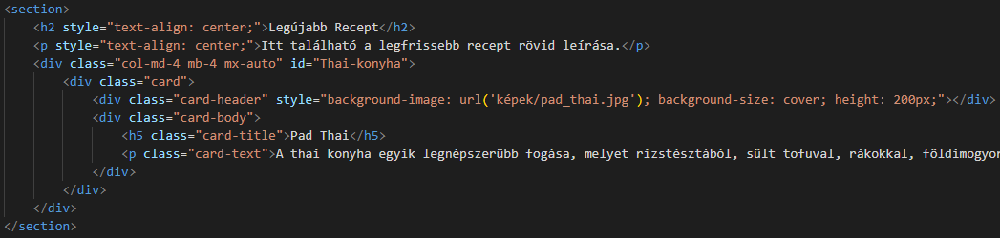 <section>
<h2 style="text-align: center;">Legújabb Recept</h2>
<p style="text-align: center;">Itt található a legfrissebb recept rövid leírása.</p>
<div class="col-md-4 mb-4 mx-auto" id="Thai-konyha">
<div class="card">
<div class="card-header" style="background-image: url('képek/pad_thai.jpg'); background-size: cover; height: 200px;"></div>
<div class="card-body">
<h5 class="card-title">Pad Thai</h5>
<p class="card-text">A thai konyha egyik legnépszerűbb fogása, melyet rizstésztából, sült tofuval, rákokkal, földimogyor
</div>
</div>
</div>
</section>